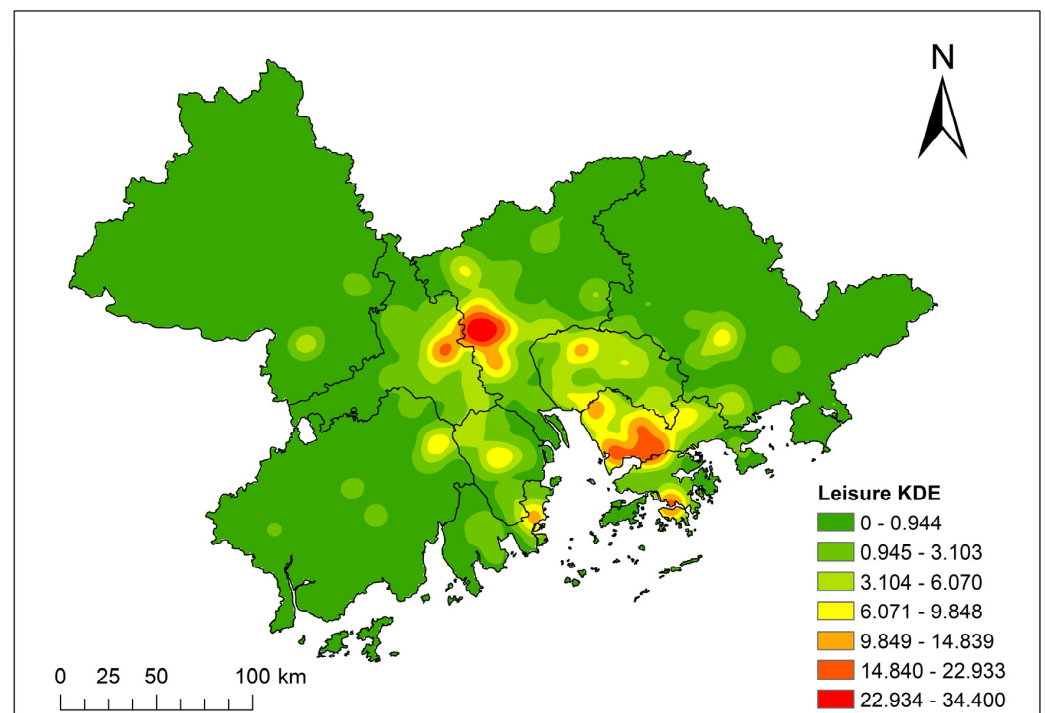 N
Leisure KDE
0 - 0.944
0.945 - 3.103
3.104 - 6.070
6.071 - 9.848
9.849 - 14.839
14.840 - 22.933
22.934 - 34.400
0 25 50 100 km